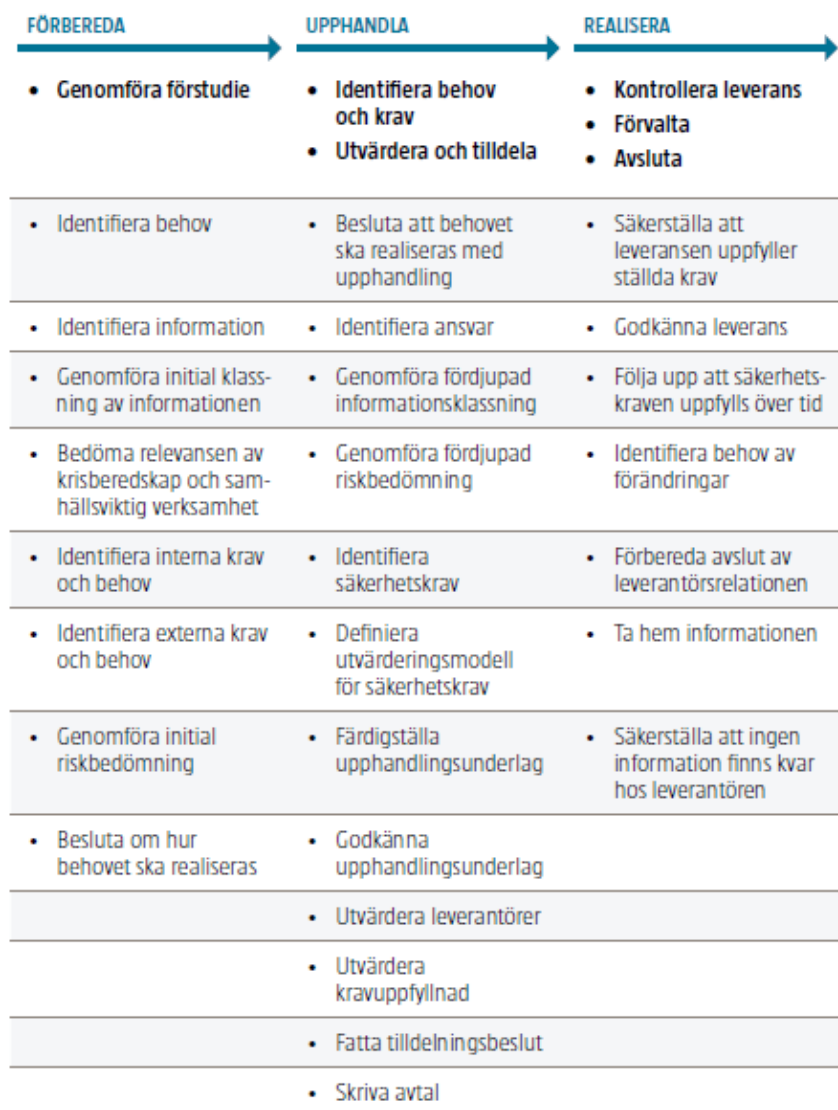 FÖRBEREDA
UPPHANDLA
REALISERA
• Genomföra förstudie
• Identifiera behov
och krav
• Utvärdera och tilldela
• Kontrollera leverans
• Förvalta
• Avsluta
• Identifiera behov
• Besluta att behovet
ska realiseras med
upphandling
• Säkerställa att
leveransen uppfyller
ställda krav
• Identifiera information
• Identifiera ansvar
• Godkänna leverans
• Genomföra initial klass-
ning av informationen
• Genomföra fördjupad
informationsklassning
• Följa upp att säkerhets-
kraven uppfylls över tid
• Bedöma relevansen av
krisberedskap och sam-
hällsviktig verksamhet
• Genomföra fördjupad
riskbedömning
• Identifiera behov av
förändringar
• Identifiera interna krav
och behov
• Identifiera
säkerhetskrav
• Förbereda avslut av
leverantörsrelationen
• Identifiera externa krav
och behov
• Definiera
utvärderingsmodell
för säkerhetskrav
• Ta hem informationen
• Genomföra initial
riskbedömning
• Färdigställa
upphandlingsunderlag
• Säkerställa att ingen
information finns kvar
hos leverantören
• Besluta om hur
behovet ska realiseras
• Godkänna
upphandlingsunderlag
• Utvärdera leverantörer
• Utvärdera
kravuppfyllnad
• Fatta tilldelningsbeslut
• Skriva avtal